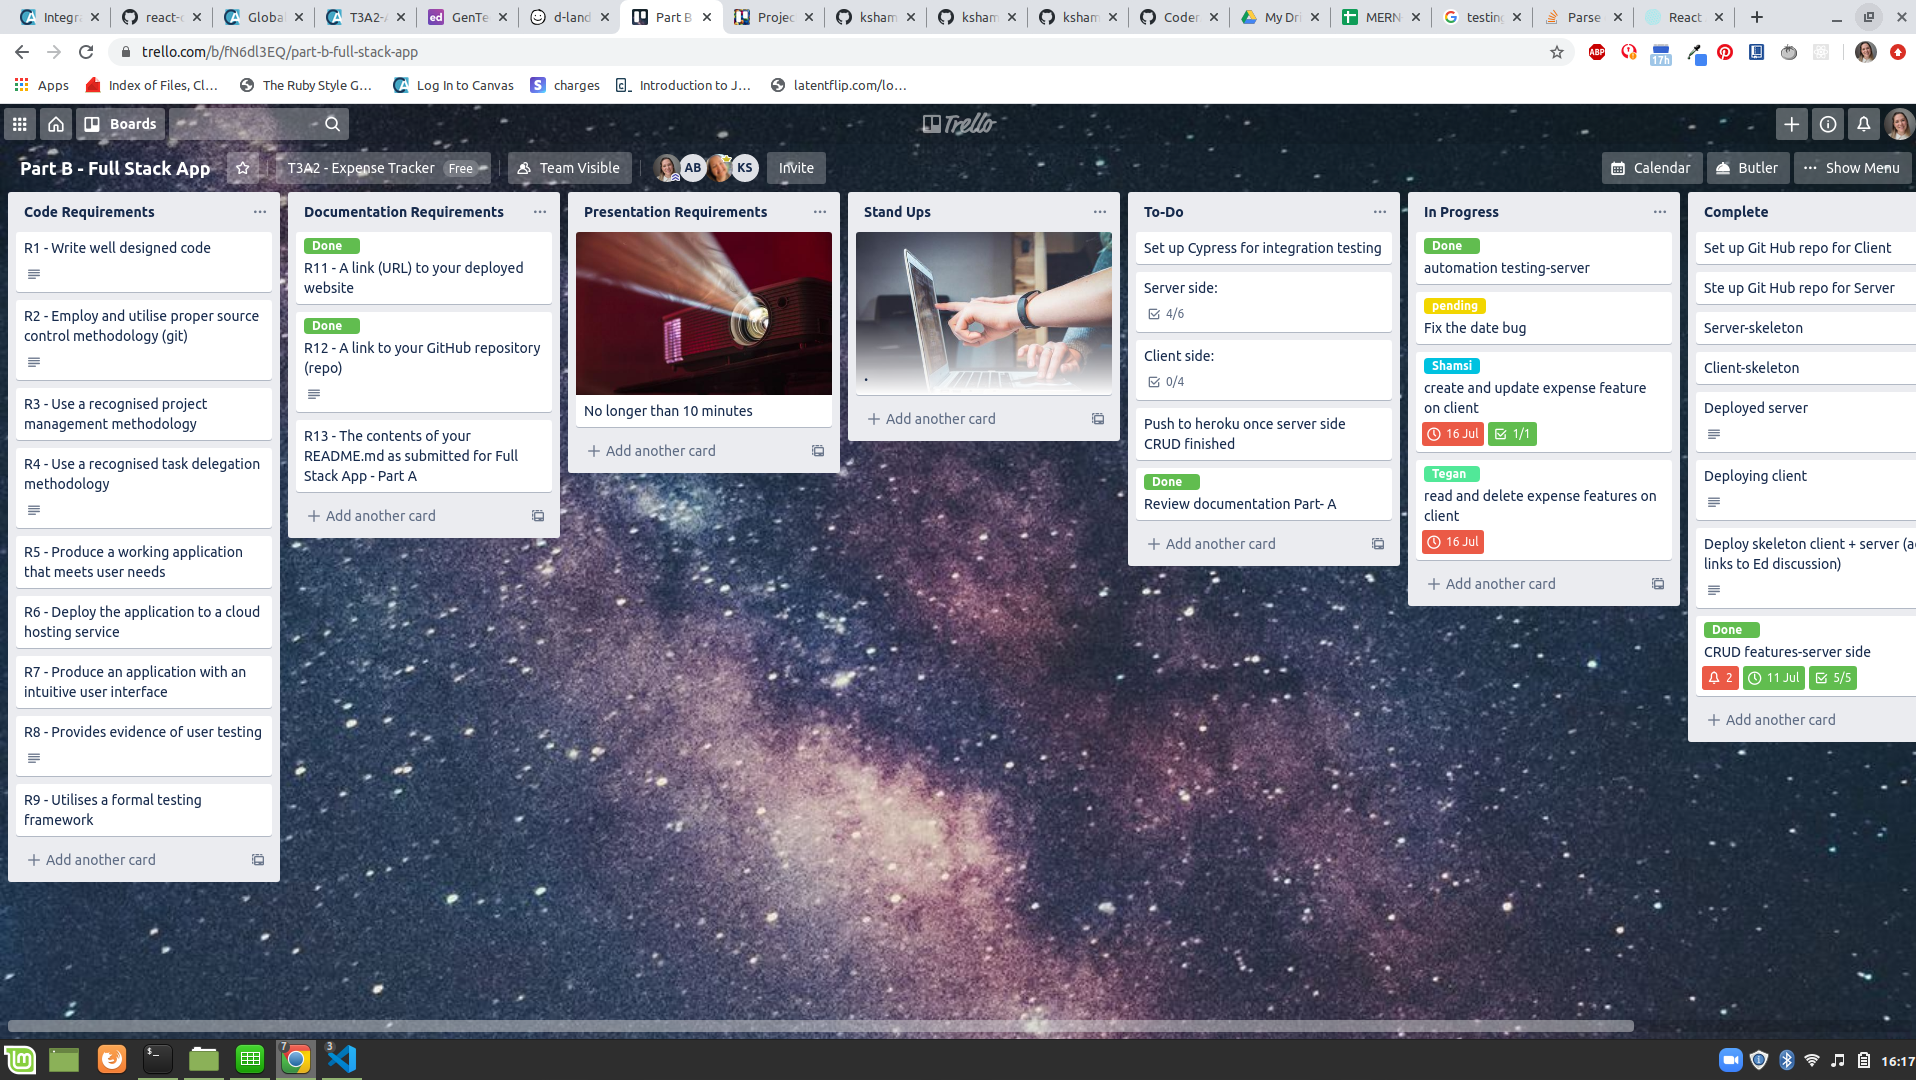 Integra
react-c
Global
T3A2-A
GenTe
d-land
Part B
Projec
ksham
ksham
ksham
Coder
My Dri
MERN
testing
Parse
React
trello.com/b/fN6dl3EQ/part-b-full-stack-app
ABP
17h
Apps
Index of Files, Cl...
The Ruby Style G...
Log In to Canvas
charges
Introduction to J...
latentflip.com/lo...
Boards
Trello
Part B - Full Stack App
T3A2 - Expense Tracker Free
Team Visible
AB
KS
Invite
Calendar
Butler
Show Menu
Code Requirements
R1 - Write well designed code
R2 - Employ and utilise proper source
control methodology (git)
R3 - Use a recognised project
management methodology
R4 - Use a recognised task delegation
methodology
R5 - Produce a working application
that meets user needs
R6 - Deploy the application to a cloud
hosting service
R7 - Produce an application with an
intuitive user interface
R8 - Provides evidence of user testing
R9 - Utilises a formal testing
framework
+ Add another card
Documentation Requirements
Done
R11 - A link (URL) to your deployed
website
Done
R12 - A link to your GitHub repository
(repo)
R13 - The contents of your
README.md as submitted for Full
Stack App - Part A
+ Add another card
Presentation Requirements
No longer than 10 minutes
+ Add another card
Stand Ups
.
+ Add another card
To-Do
Set up Cypress for integration testing
Server side:
4/6
Client side:
0/4
Push to heroku once server side
CRUD finished
Done
Review documentation Part- A
+ Add another card
In Progress
Done
automation testing-server
pending
Fix the date bug
Shamsi
create and update expense feature
on client
16 Jul
1/1
Tegan
read and delete expense features on
client
16 Jul
+ Add another card
Complete
Set up Git Hub repo for Client
Ste up Git Hub repo for Server
Server-skeleton
Client-skeleton
Deployed server
Deploying client
Deploy skeleton client + server (a
links to Ed discussion)
Done
CRUD features-server side
2
11 Jul
5/5
+ Add another card
7
3
16:17